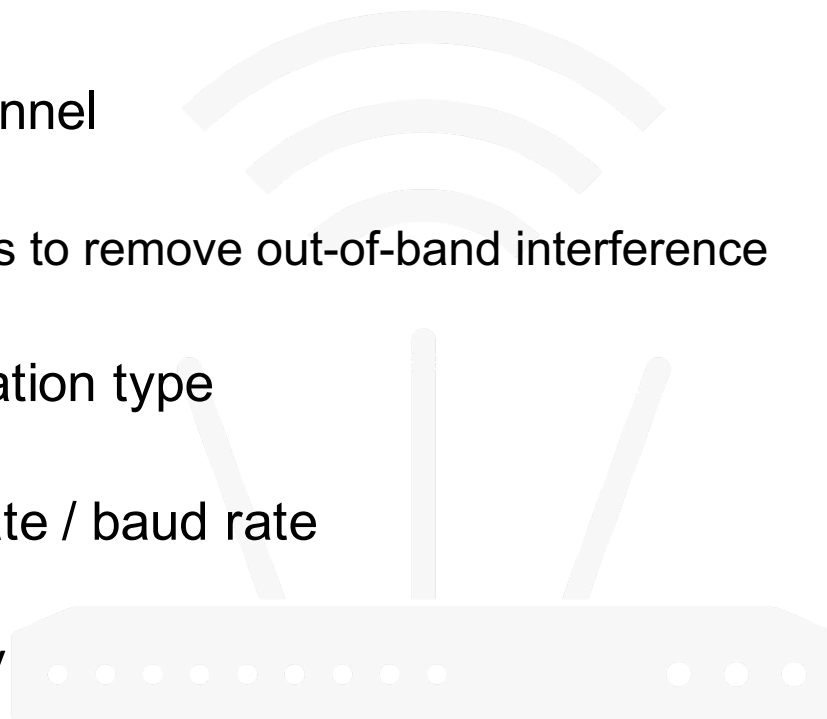 nnel
s to remove out-of-band interference
ation type
te / baud rate